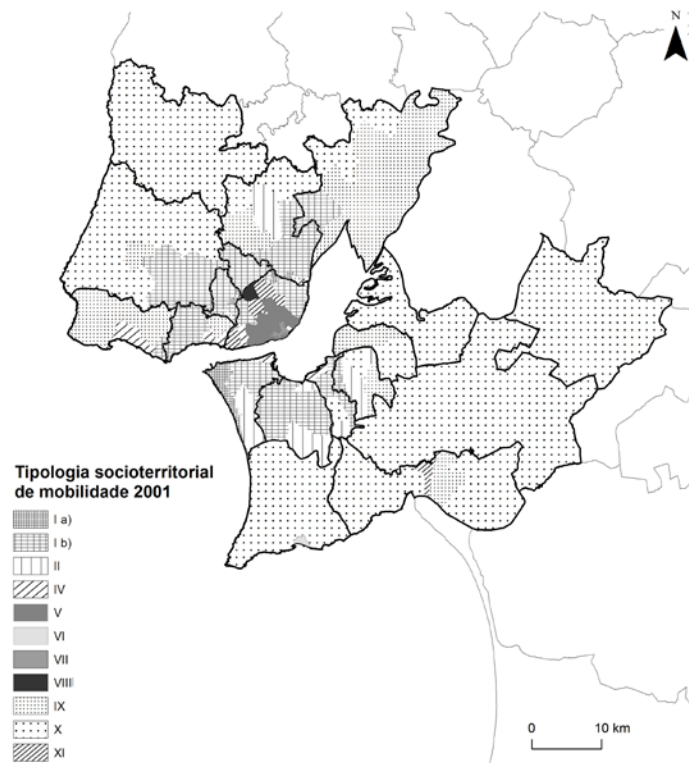 N
Tipologia socioterritorial
de mobilidade 2001
I a)
I b)
II
IV
V
VI
VII
VIII
IX
X
XI
0 10 km